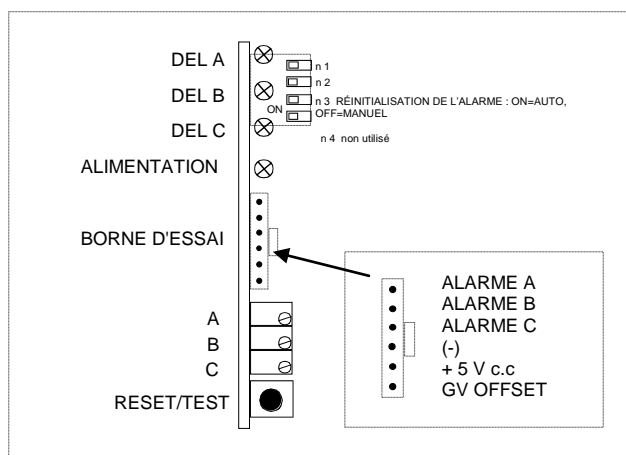 DEL A
n 1
n 2
DEL B
ON
n 3 RÉINITIALISATION DE L'ALARME : ON=AUTO,
OFF=MANUEL
DEL C
n 4 non utilisé
ALIMENTATION
BORNE D'ESSAI
A
B
C
RESET/TEST
ALARME A
ALARME B
ALARME C
(-)
+ 5 V c.c
GV OFFSET